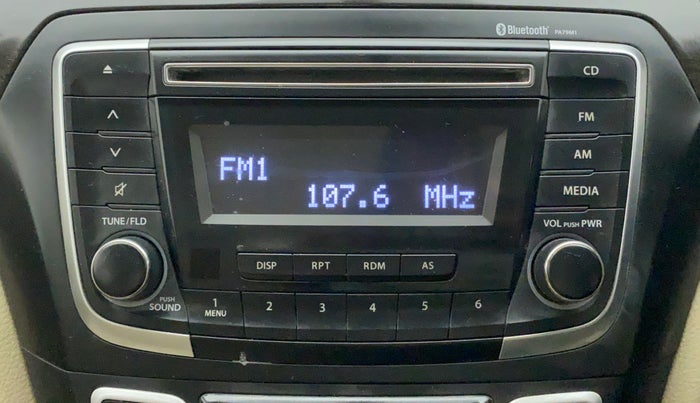 Bluetooth® PA79M1
CD
FM
AM
MEDIA
FM1
107.6 MHz
TUNE/FLD
VOL PUSH PWR
DISP RPT RDM AS
PUSH
SOUND
1 2 3 4 5 6
MENU